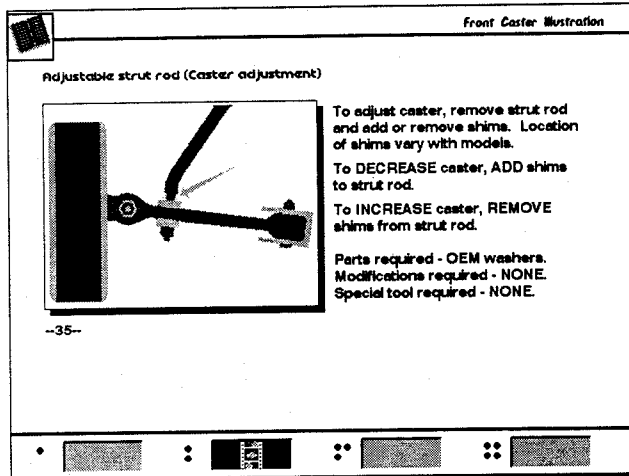 Front Caster Illustration
Adjustable strut rod (Caster adjustment)
To adjust caster, remove strut rod
and add or remove shims. Location
of shims vary with models.
To DECREASE caster, ADD shims
to strut rod.
To INCREASE caster, REMOVE
shims from strut rod.
Parts required - OEM washers.
Modifications required - NONE.
Special tool required - NONE.
--35--